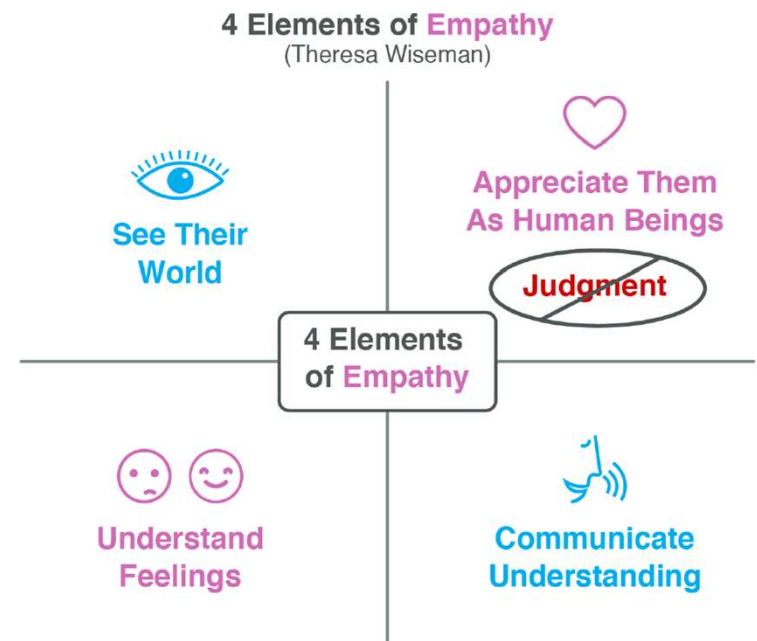 4 Elements of Empathy
(Theresa Wiseman)
See Their
World
Appreciate Them
As Human Beings
Judgment
4 Elements
of Empathy
Understand
Feelings
Communicate
Understanding